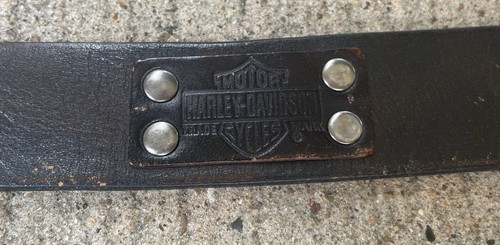 MOTOR
HARLEY-DAVIDSON
TRADE MARK
CYCLES ®